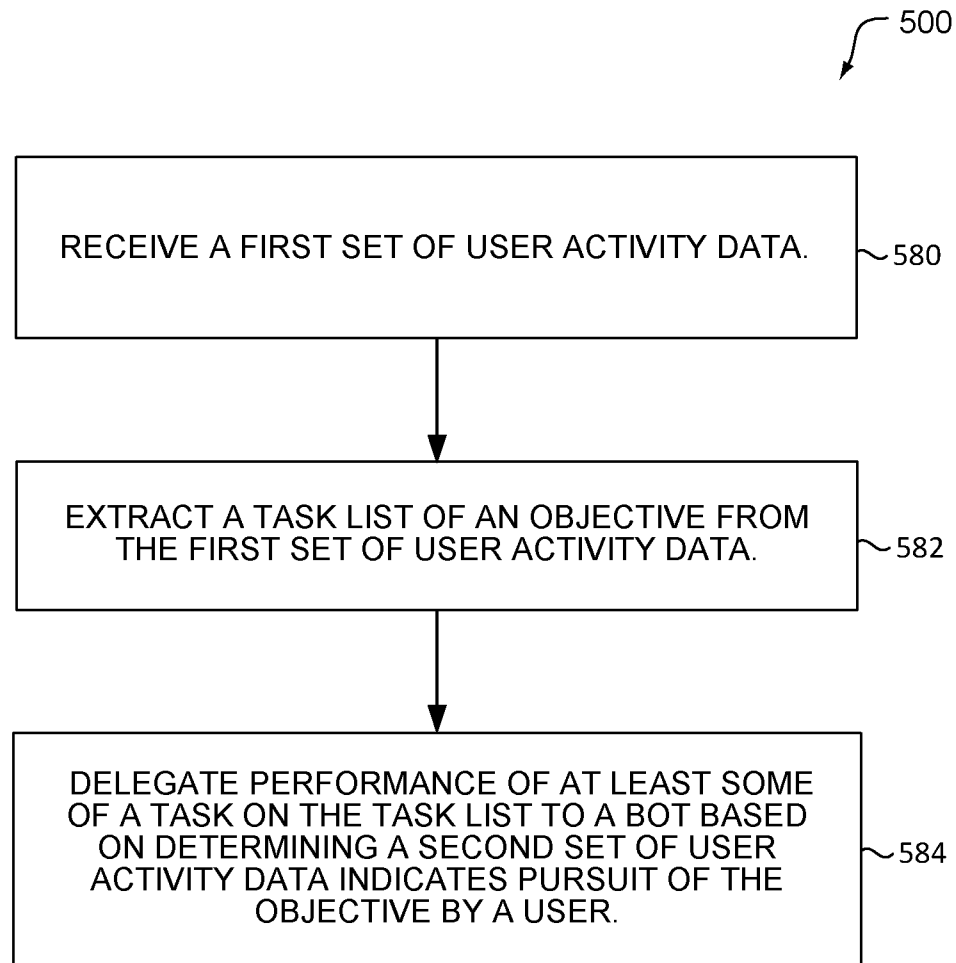 500
RECEIVE A FIRST SET OF USER ACTIVITY DATA.
580
EXTRACT A TASK LIST OF AN OBJECTIVE FROM
THE FIRST SET OF USER ACTIVITY DATA.
582
DELEGATE PERFORMANCE OF AT LEAST SOME
OF A TASK ON THE TASK LIST TO A BOT BASED
ON DETERMINING A SECOND SET OF USER
ACTIVITY DATA INDICATES PURSUIT OF THE
OBJECTIVE BY A USER.
584